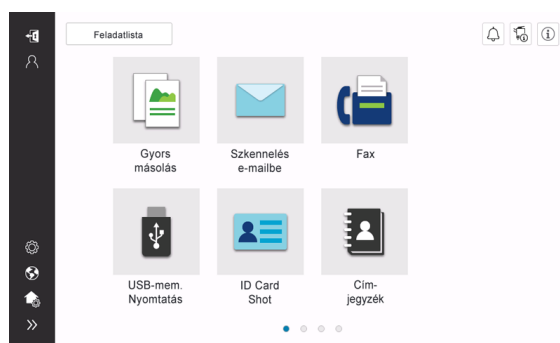 Feladatlista
Gyors
másolás
Szkennelés
e-mailbe
Fax
USB-mem.
Nyomtatás
ID Card
Shot
Cím-
jegyzék